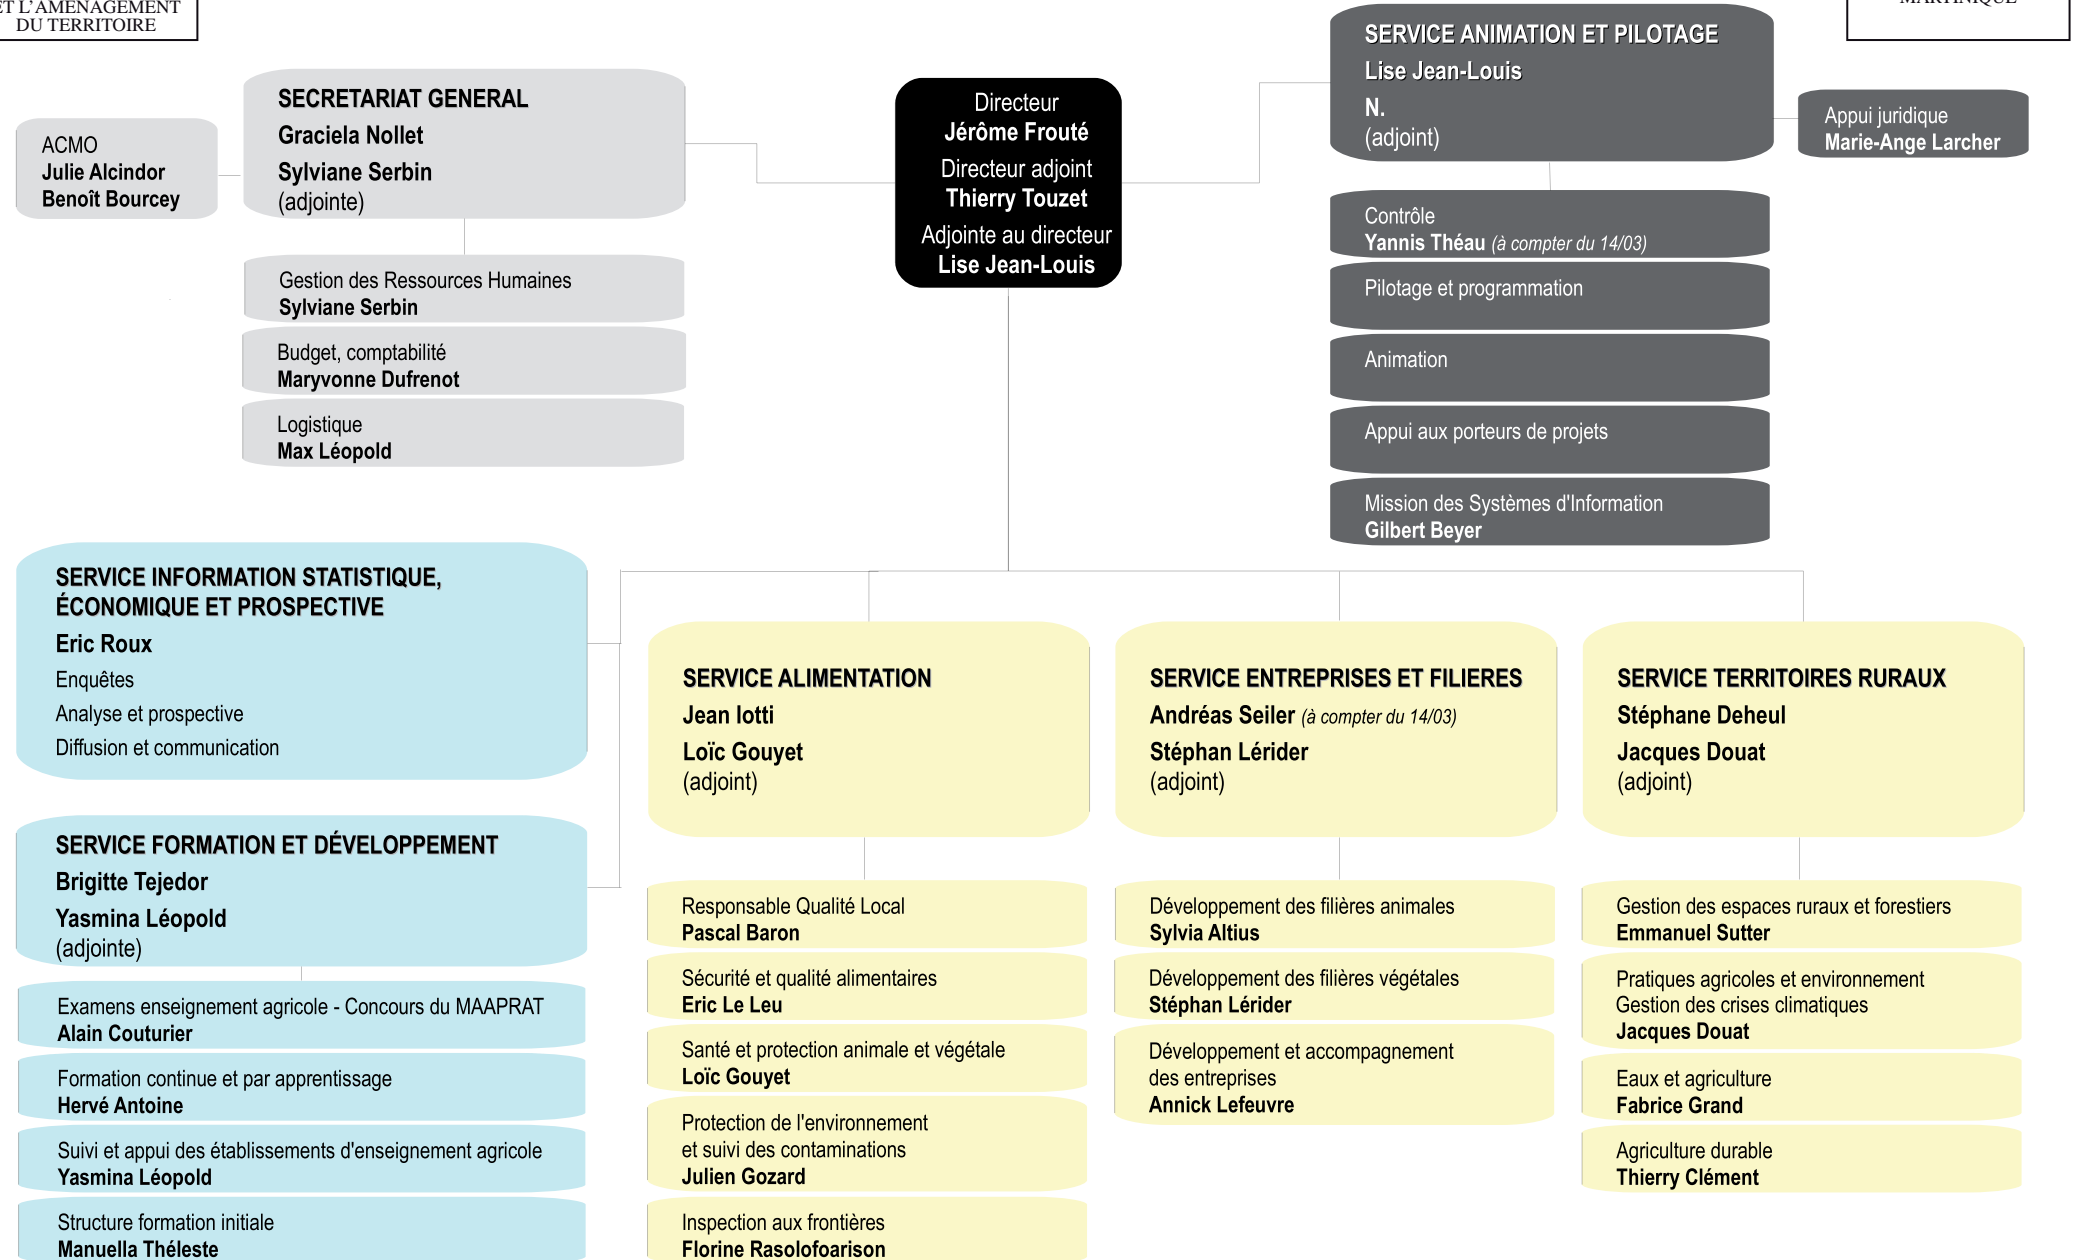 ET L'AMENAGEMENT
DU TERRITOIRE
MARTINIQUE
SERVICE ANIMATION ET PILOTAGE
Lise Jean-Louis
N.
(adjoint)
Appui juridique
Marie-Ange Larcher
SECRETARIAT GENERAL
Graciela Nollet
Sylviane Serbin
(adjointe)
ACMO
Julie Alcindor
Benoît Bourcey
Directeur
Jérôme Frouté
Directeur adjoint
Thierry Touzet
Adjointe au directeur
Lise Jean-Louis
Contrôle
Yannis Théau (à compter du 14/03)
Pilotage et programmation
Animation
Appui aux porteurs de projets
Mission des Systèmes d'Information
Gilbert Beyer
Gestion des Ressources Humaines
Sylviane Serbin
Budget, comptabilité
Maryvonne Dufrenot
Logistique
Max Léopold
SERVICE INFORMATION STATISTIQUE,
ÉCONOMIQUE ET PROSPECTIVE
Eric Roux
Enquêtes
Analyse et prospective
Diffusion et communication
SERVICE FORMATION ET DÉVELOPPEMENT
Brigitte Tejedor
Yasmina Léopold
(adjointe)
Examens enseignement agricole - Concours du MAAPRAT
Alain Couturier
Formation continue et par apprentissage
Hervé Antoine
Suivi et appui des établissements d'enseignement agricole
Yasmina Léopold
Structure formation initiale
Manuella Théleste
SERVICE ALIMENTATION
Jean Iotti
Loïc Gouyet
(adjoint)
Responsable Qualité Local
Pascal Baron
Sécurité et qualité alimentaires
Eric Le Leu
Santé et protection animale et végétale
Loïc Gouyet
Protection de l'environnement
et suivi des contaminations
Julien Gozard
Inspection aux frontières
Florine Rasolofoarison
SERVICE ENTREPRISES ET FILIERES
Andréas Seiler (à compter du 14/03)
Stéphan Lérider
(adjoint)
Développement des filières animales
Sylvia Altius
Développement des filières végétales
Stéphan Lérider
Développement et accompagnement
des entreprises
Annick Lefeuvre
SERVICE TERRITOIRES RURAUX
Stéphane Deheul
Jacques Douat
(adjoint)
Gestion des espaces ruraux et forestiers
Emmanuel Sutter
Pratiques agricoles et environnement
Gestion des crises climatiques
Jacques Douat
Eaux et agriculture
Fabrice Grand
Agriculture durable
Thierry Clément